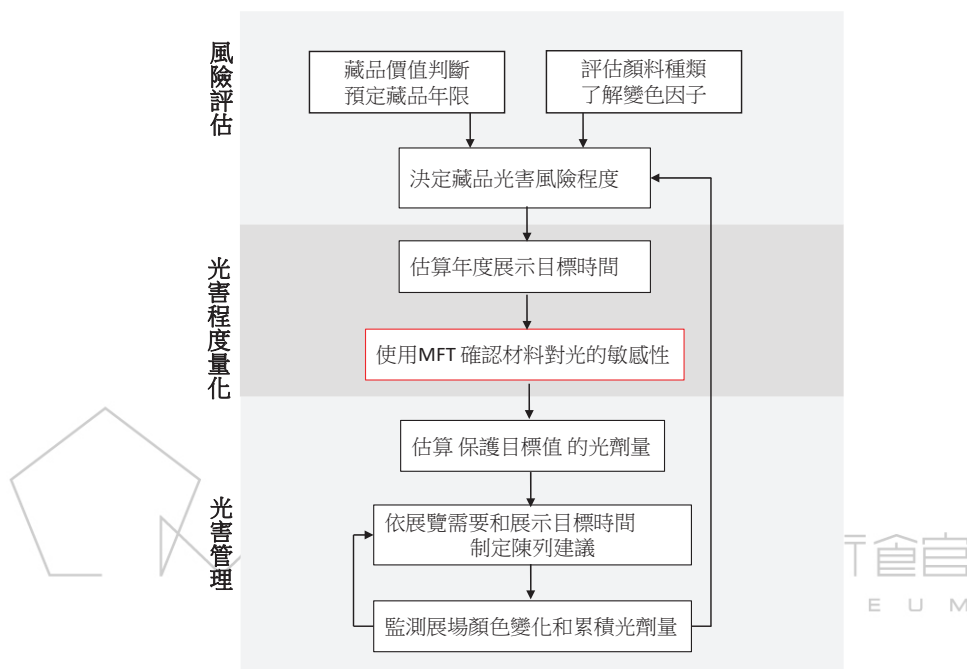 風險評估
藏品價值判斷
預定藏品年限
評估顏料種類
了解變色因子
決定藏品光害風險程度
光害程度量化
估算年度展示目標時間
使用MFT 確認材料對光的敏感性
光害管理
估算 保護目標值 的光劑量
依展覽需要和展示目標時間
制定陳列建議
監測展場顏色變化和累積光劑量
E U M